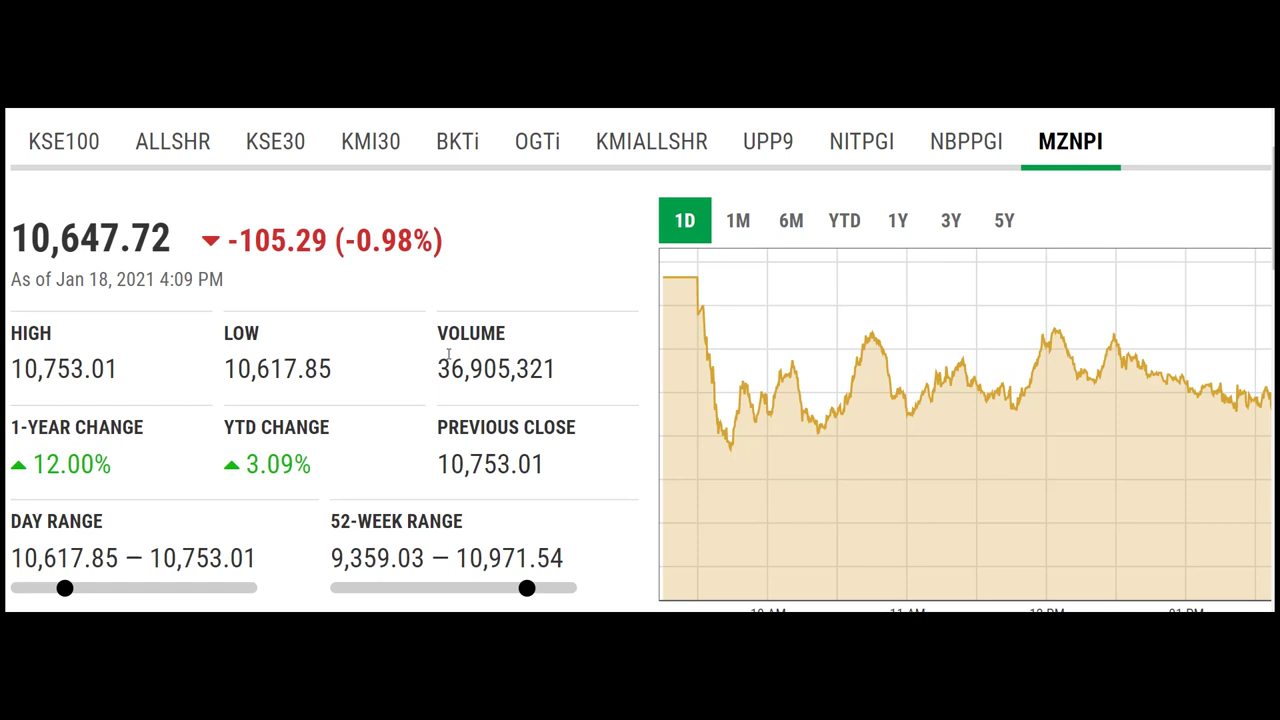 KSE100 ALLSHR KSE30 KMI30 BKTi OGTi KMIALLSHR UPP9 NITPGI NBPPGI MZNPI
10,647.72 -105.29 (-0.98%)
As of Jan 18, 2021 4:09 PM
HIGH LOW VOLUME
10,753.01 10,617.85 36,905,321
1-YEAR CHANGE YTD CHANGE PREVIOUS CLOSE
12.00% 3.09% 10,753.01
DAY RANGE 52-WEEK RANGE
10,617.85 — 10,753.01 9,359.03 — 10,971.54
1D 1M 6M YTD 1Y 3Y 5Y